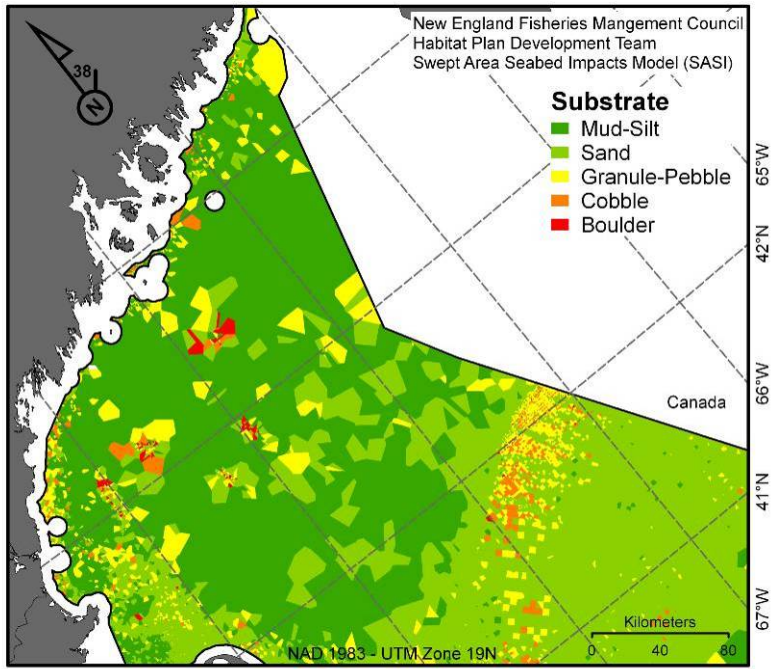 New England Fisheries Mangement Council
Habitat Plan Development Team
Swept Area Seabed Impacts Model (SASI)
38
N
Substrate
Mud-Silt
Sand
Granule-Pebble
Cobble
Boulder
65°W
42°N
66°W
Canada
41°N
67°W
Kilometers
0 40 80
NAD 1983 - UTM Zone 19N